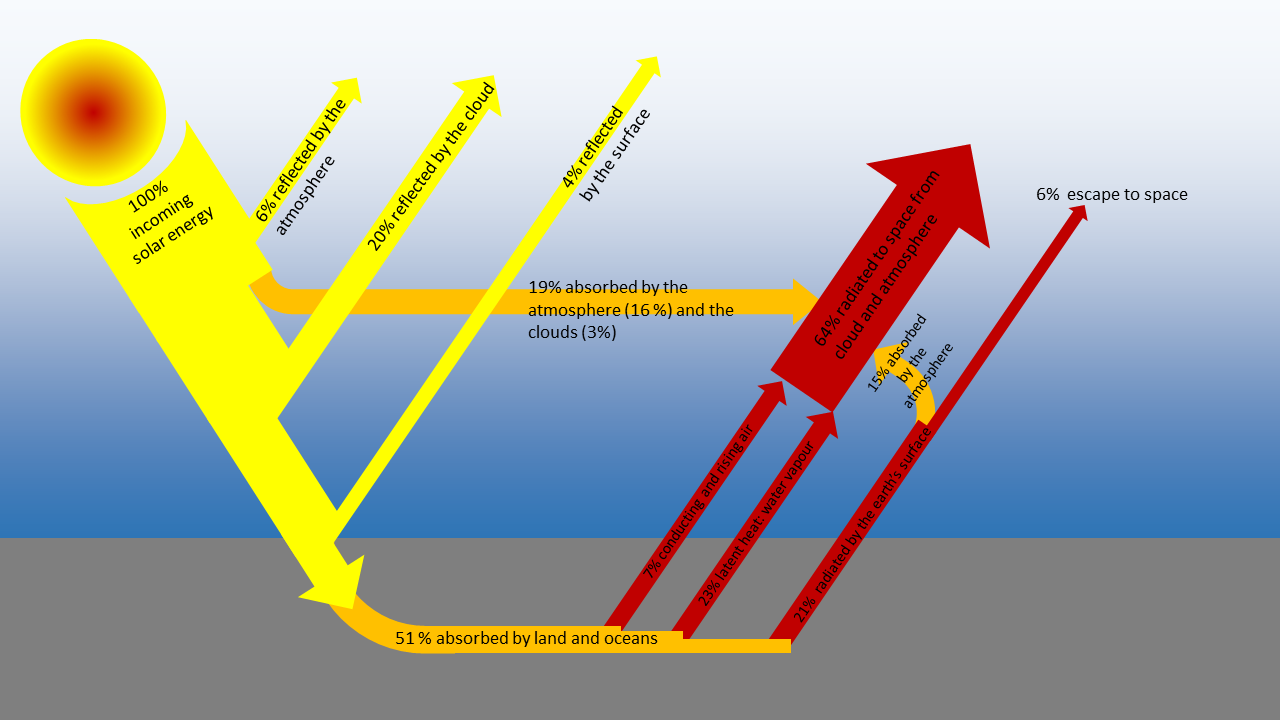 100%
incoming
solar energy
6% reflected by the
atmosphere
20% reflected by the cloud
4% reflected
by the surface
19% absorbed by the
atmosphere (16 %) and the
clouds (3%)
64% radiated to space from
cloud and atmosphere
6% escape to space
15% absorbed
by the
atmosphere
7% conducting and rising air
23% latent heat: water vapour
21% radiated by the earth's surface
51 % absorbed by land and oceans